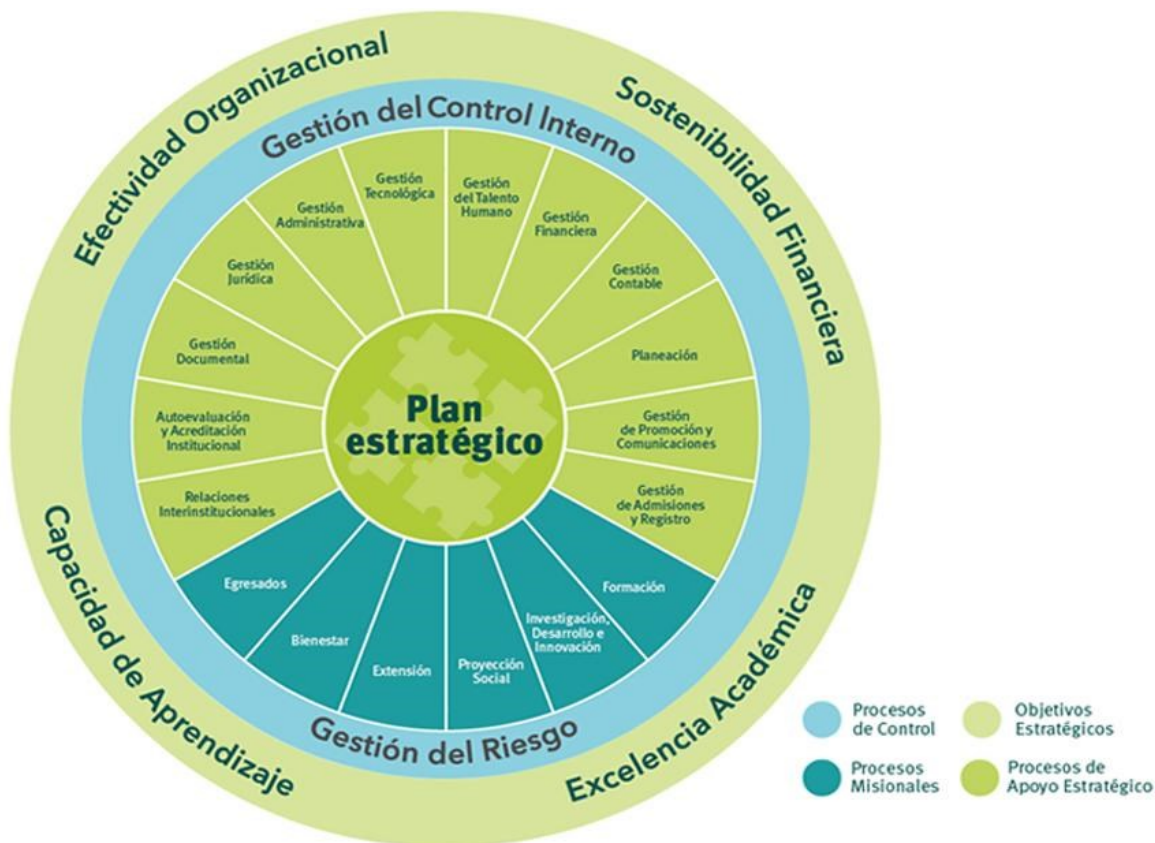 Efectividad Organizacional
Sostenibilidad Financiera
Gestión del Control Interno
Gestión
Tecnológica
Gestión
del Talento
Humano
Gestión
Administrativa
Gestión
Financiera
Gestión
Jurídica
Gestión
Contable
Gestión
Documental
Planeación
Autoevaluación
y Acreditación
Institucional
Plan
estratégico
Gestión
de Promoción y
Comunicaciones
Relaciones
Interinstitucionales
Gestión
de Admisiones
y Registro
Egresados
Formación
Bienestar
Investigación,
Desarrollo e
Innovación
Extensión
Proyección
Social
Gestión del Riesgo
Capacidad de Aprendizaje
Excelencia Académica
Procesos
de Control
Objetivos
Estratégicos
Procesos
Misionales
Procesos de
Apoyo Estratégico